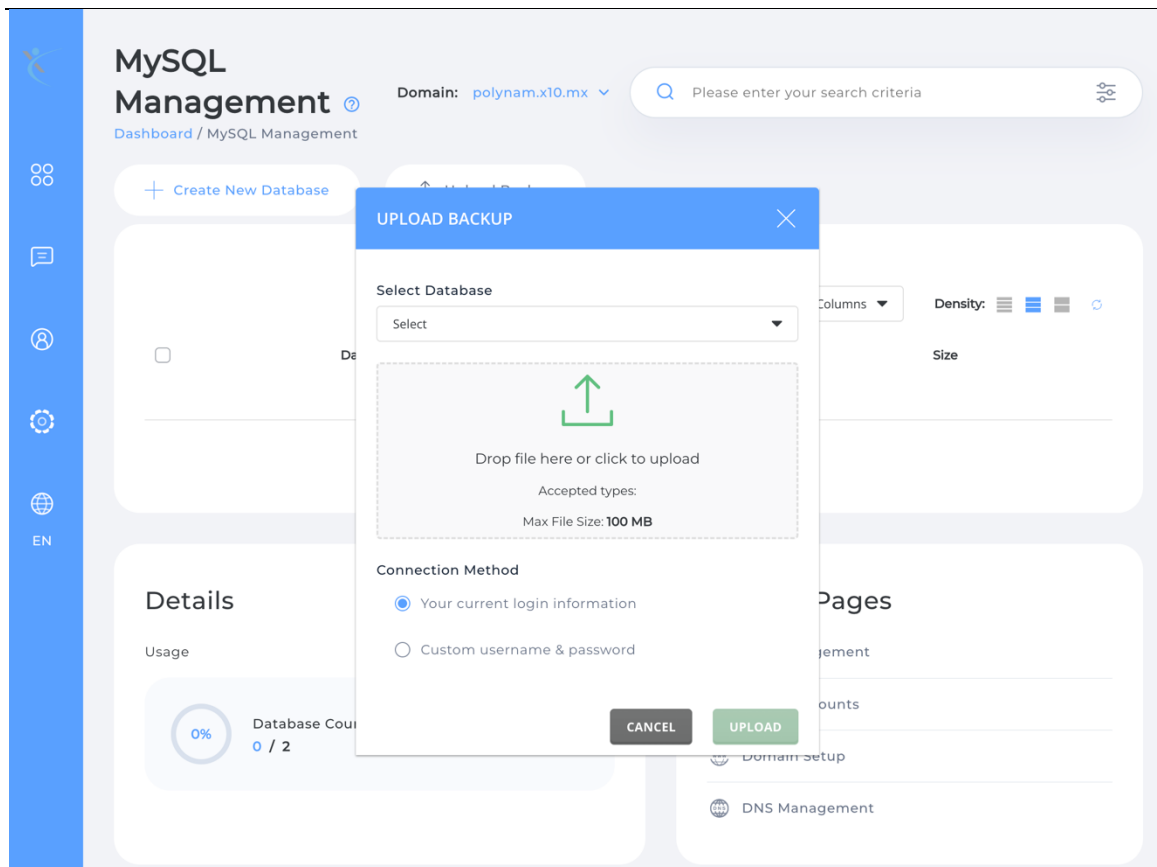 MySQL
Management
Domain: polynam.x10.mx
Please enter your search criteria
Dashboard / MySQL Management
Create New Database
UPLOAD BACKUP
Select Database
Select
Columns
Density:
Size
Drop file here or click to upload
Accepted types:
Max File Size: 100 MB
EN
Connection Method
Your current login information
Custom username & password
CANCEL
UPLOAD
Details
Usage
0%
Database
0 / 2
Pages
Domain Setup
DNS Management